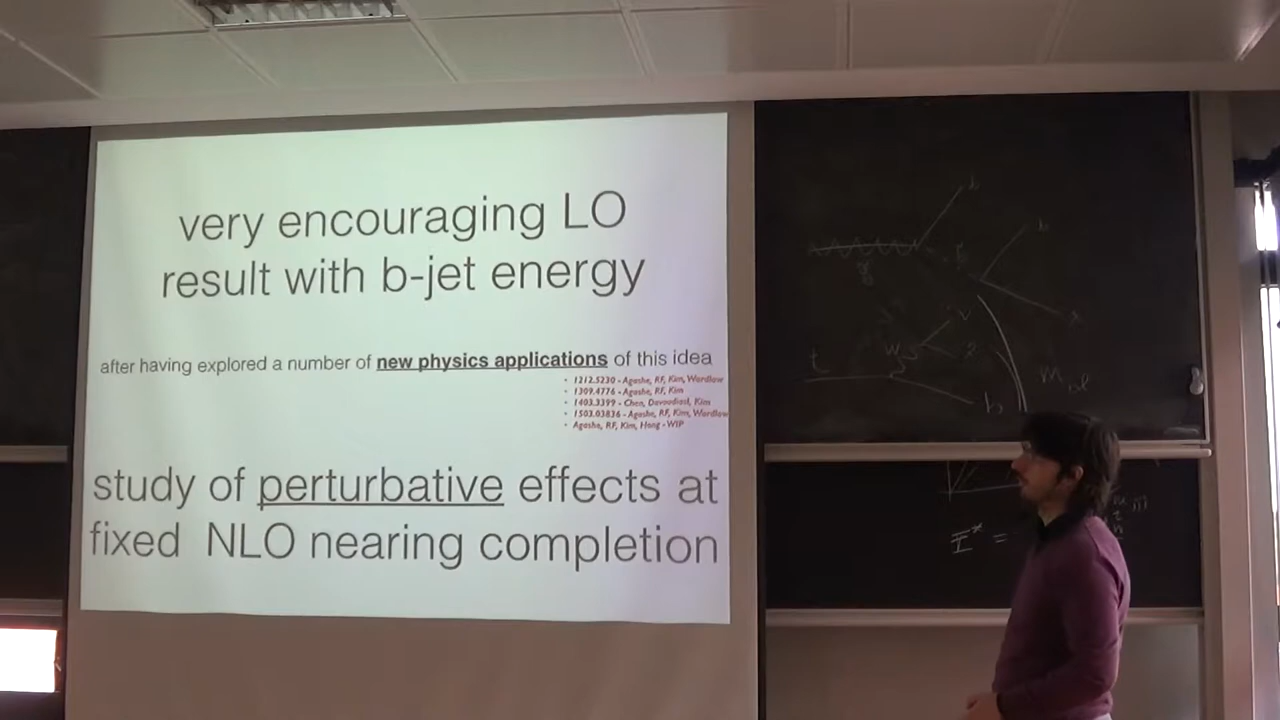 very encouraging LO
result with b-jet energy
after having explored a number of new physics applications of this idea
• 1212.5230 - Agashe, RF, Kim, Wardlow
• 1309.4776 - Agashe, RF, Kim
• 1403.3399 - Chen, Davoudiasl, Kim
• 1503.03836 - Agashe, RF, Kim, Wardlow
• Agashe, RF, Kim, Hong - WIP
study of perturbative effects at
fixed NLO nearing completion
t
b